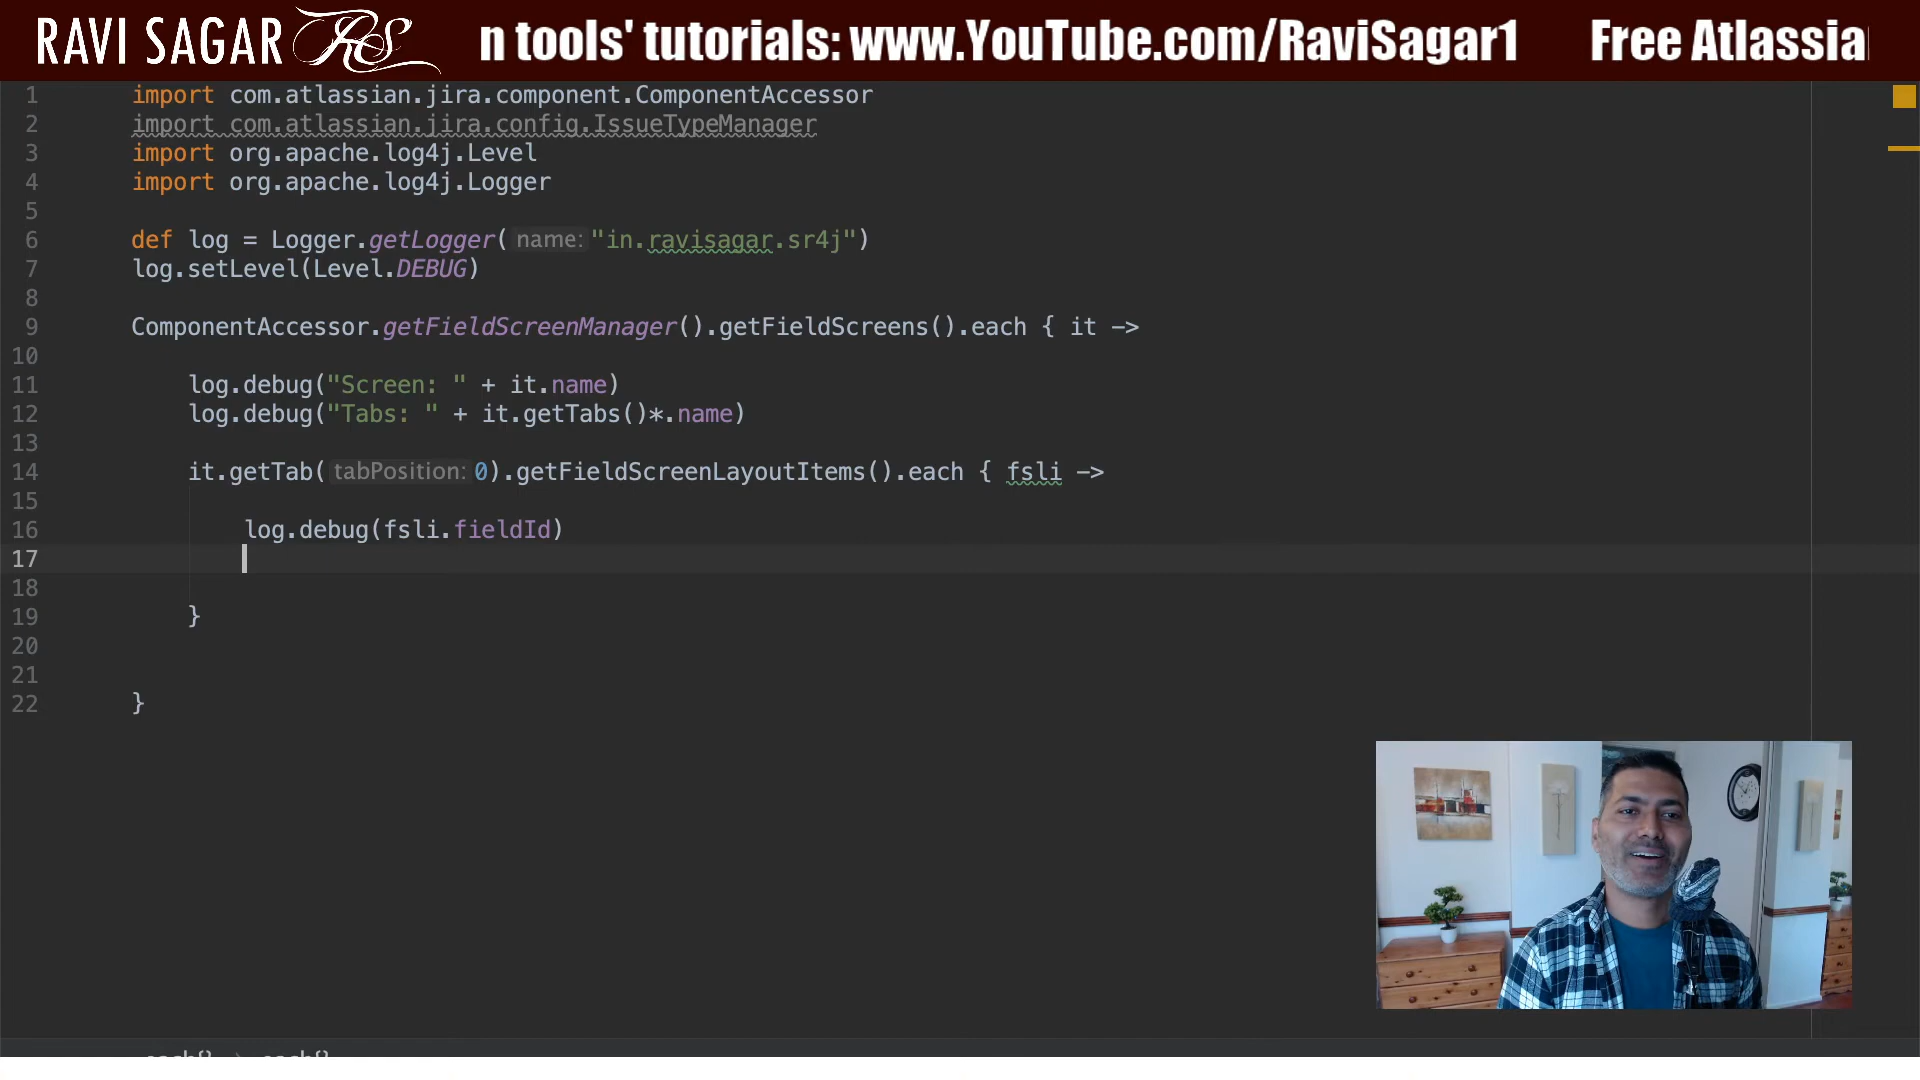 RAVI SAGAR RS n tools' tutorials: www.YouTube.com/RaviSagar1 Free Atlassia
1 import com.atlassian.jira.component.ComponentAccessor
2 import com.atlassian.jira.config.IssueTypeManager
3 import org.apache.log4j.Level
4 import org.apache.log4j.Logger
5
6 def log = Logger.getLogger( name: "in.ravisagar.sr4j")
7 log.setLevel(Level.DEBUG)
8
9 ComponentAccessor.getFieldScreenManager().getFieldScreens().each { it ->
10
11 log.debug("Screen: " + it.name)
12 log.debug("Tabs: " + it.getTabs()*.name)
13
14 it.getTab( tabPosition: 0).getFieldScreenLayoutItems().each { fsli ->
15
16 log.debug(fsli.fieldId)
17
18
19 }
20
21
22 }